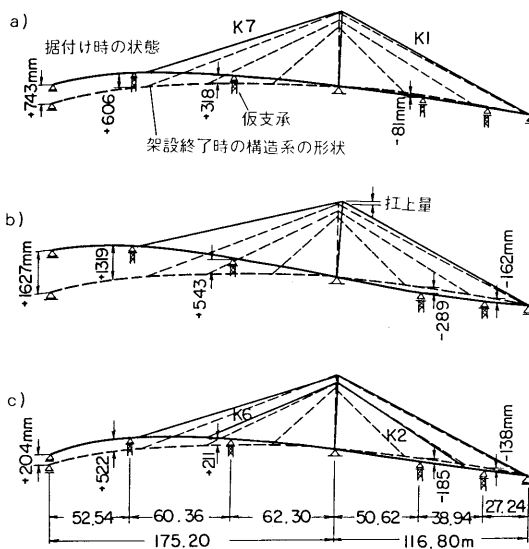 a)
据付け時の状態
K7
K1
+743mm
+606
+318
仮支承
架設終了時の構造系の形状
-81mm
b)
扛上量
+1627mm
+1319
+543
-289
-162mm
c)
K6
K2
+204mm
+522
+211
-185
-138mm
52.54
60.36
62.30
50.62
38.94
27.24
175.20
116.80m